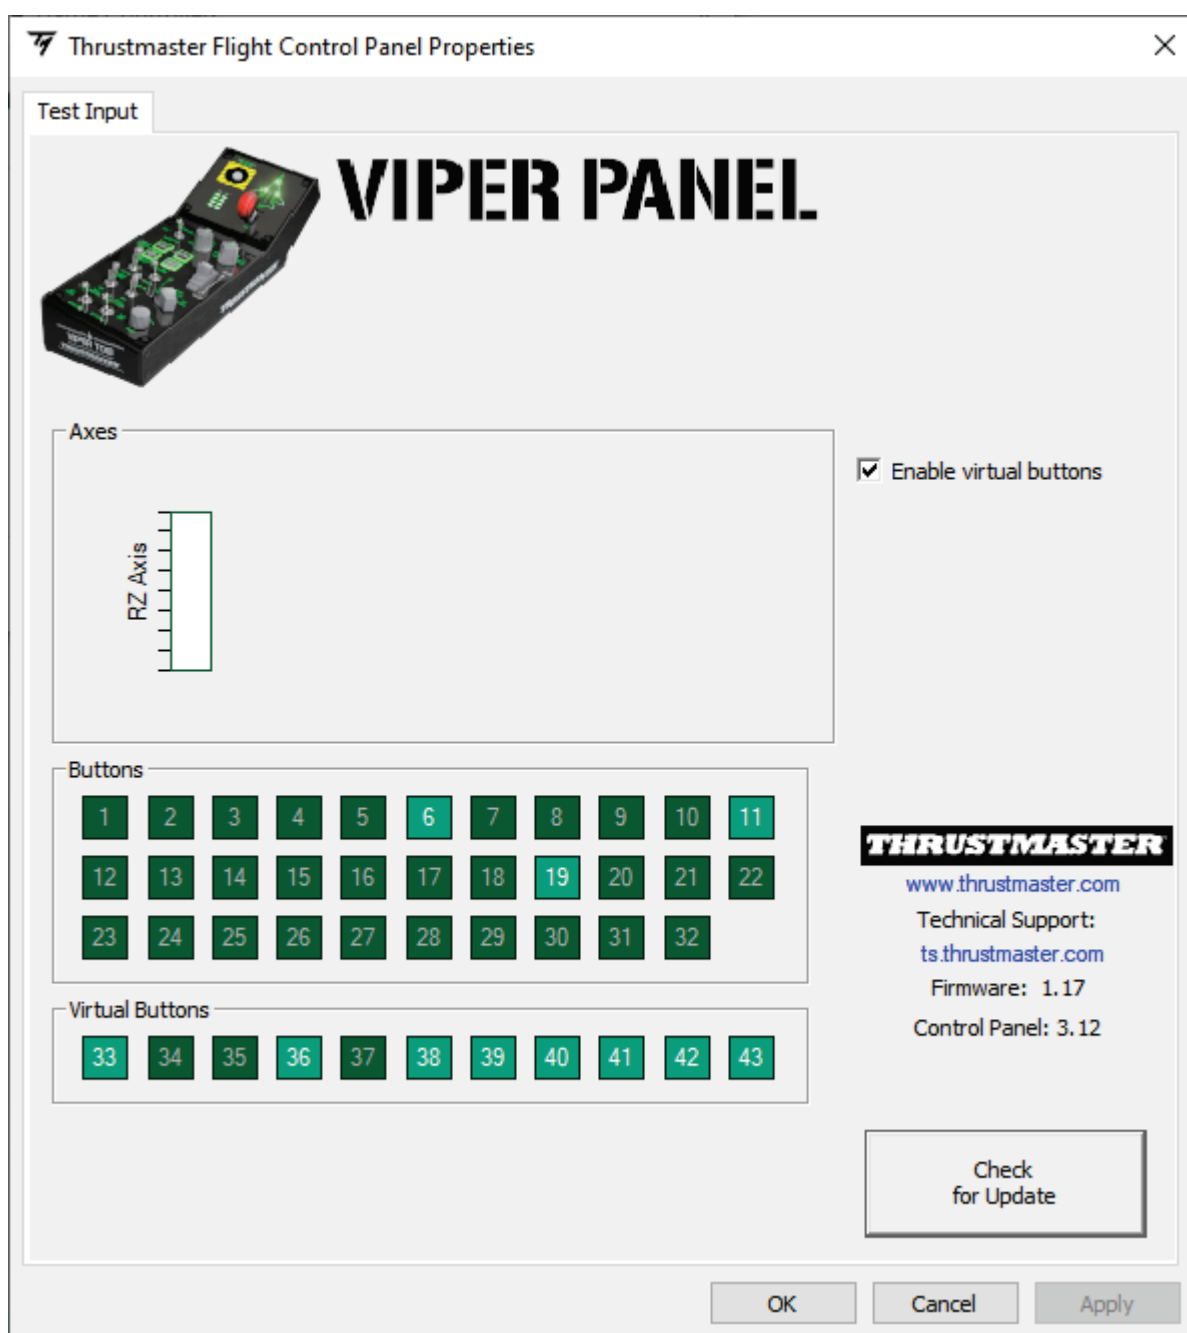 Thrustmaster Flight Control Panel Properties
Test Input
VIPER PANEL
THRUSTMASTER
VIPER TQS
Axes
Enable virtual buttons
RZ Axis
Buttons
1 2 3 4 5 6 7 8 9 10 11
12 13 14 15 16 17 18 19 20 21 22
23 24 25 26 27 28 29 30 31 32
THRUSTMASTER
www.thrustmaster.com
Technical Support:
ts.thrustmaster.com
Firmware: 1.17
Control Panel: 3.12
Virtual Buttons
33 34 35 36 37 38 39 40 41 42 43
Check
for Update
OK Cancel Apply